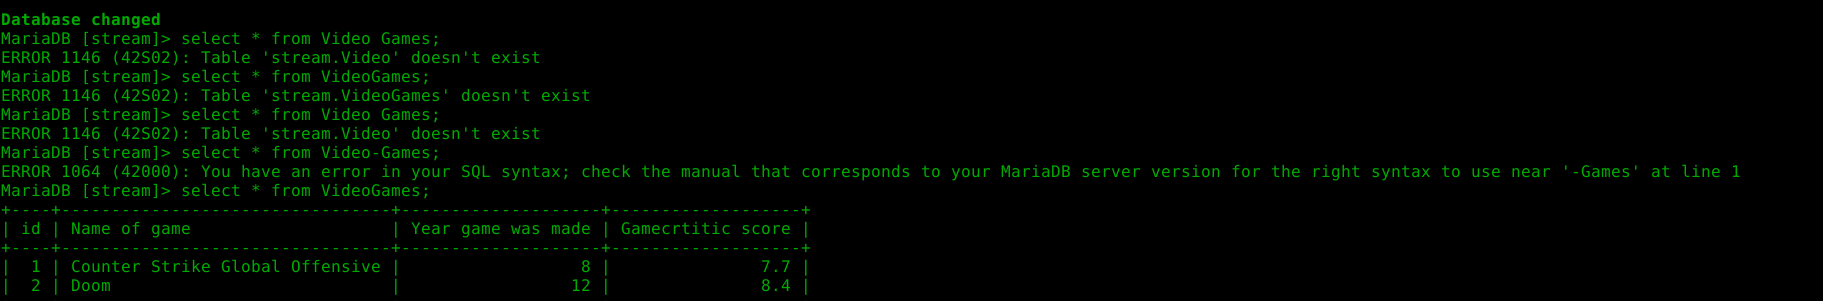 Database changed
MariaDB [stream]> select * from Video Games;
ERROR 1146 (42S02): Table 'stream.Video' doesn't exist
MariaDB [stream]> select * from VideoGames;
ERROR 1146 (42S02): Table 'stream.VideoGames' doesn't exist
MariaDB [stream]> select * from Video Games;
ERROR 1146 (42S02): Table 'stream.Video' doesn't exist
MariaDB [stream]> select * from Video-Games;
ERROR 1064 (42000): You have an error in your SQL syntax; check the manual that corresponds to your MariaDB server version for the right syntax to use near '-Games' at line 1
MariaDB [stream]> select * from VideoGames;
+----+---------------------------------+--------------------+-------------------+
| id | Name of game                    | Year game was made | Gamecrtitic score |
+----+---------------------------------+--------------------+-------------------+
|  1 | Counter Strike Global Offensive |                  8 |               7.7 |
|  2 | Doom                            |                 12 |               8.4 |